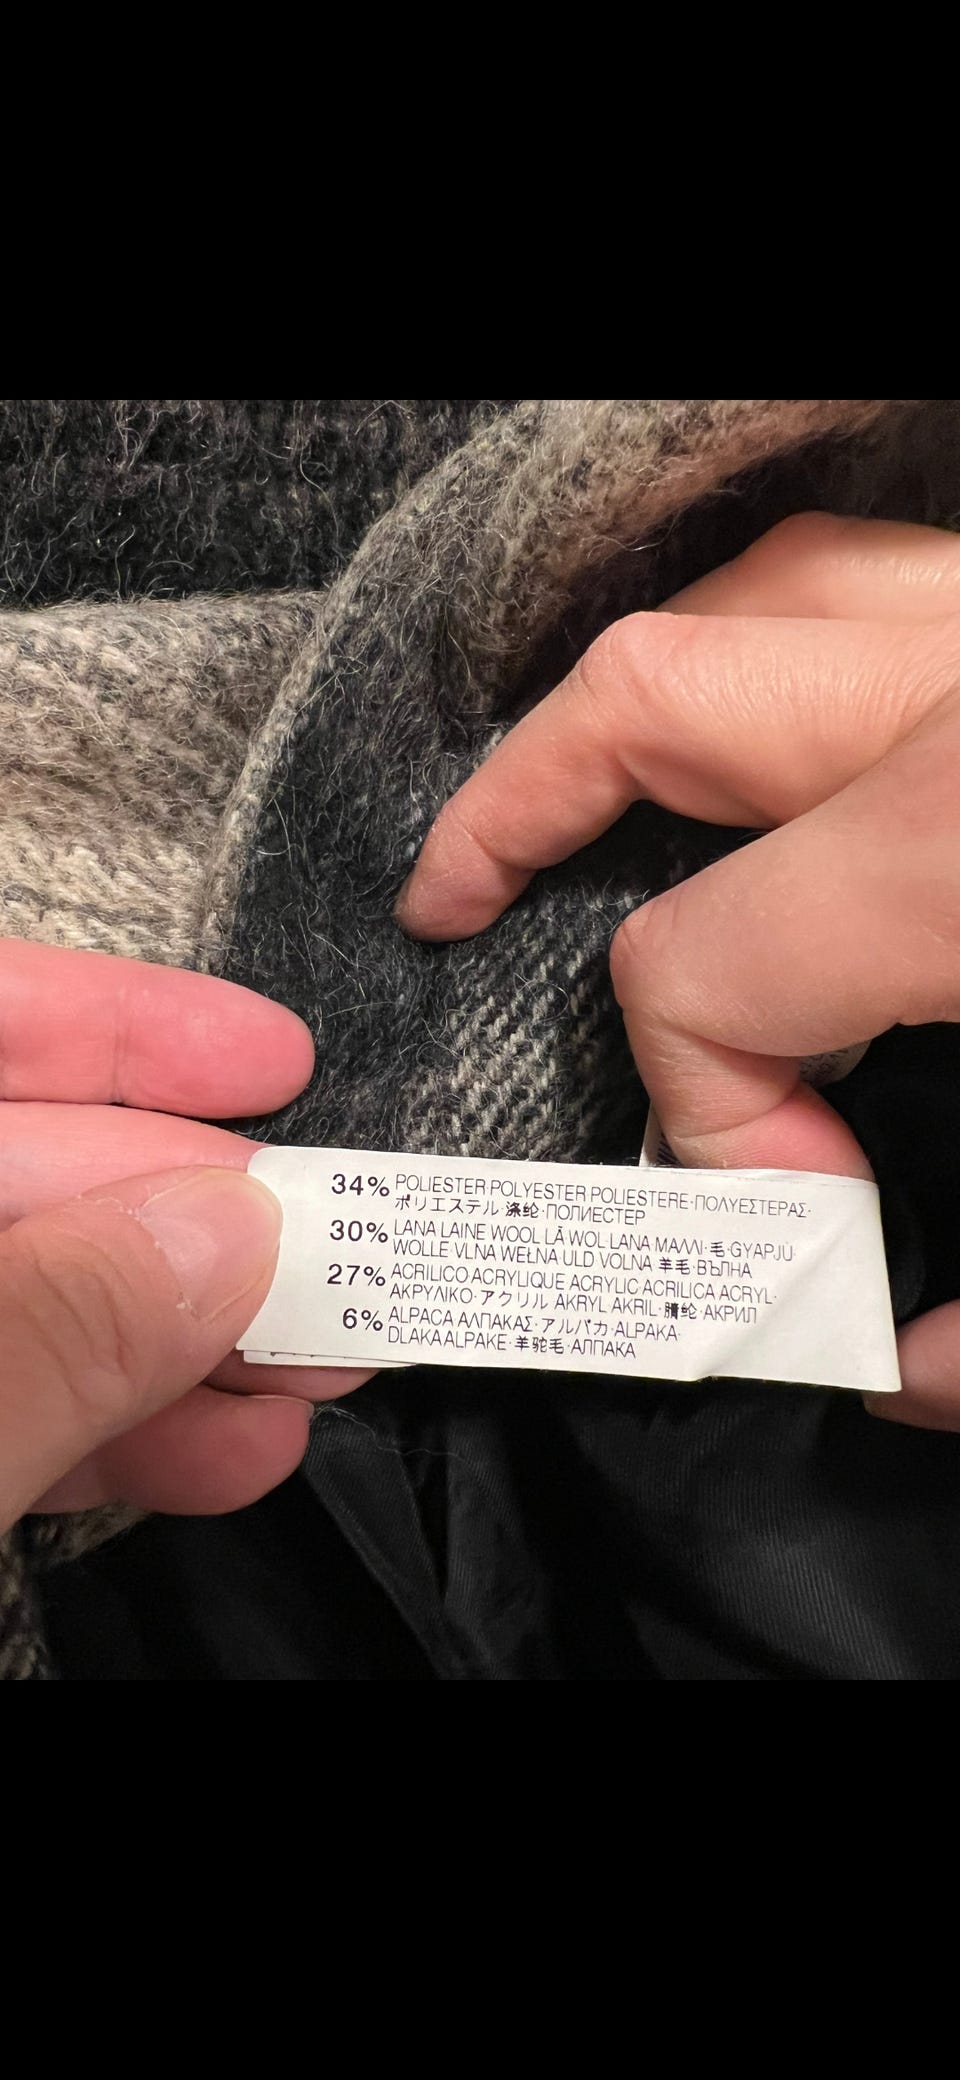 34% POLIESTER·POLYESTER·POLIESTERE·ΠΟΛΥΕΣΤΕΡΑΣ·
ポリエステル·涤纶·ПОЛИЕСТЕР
30% LANA LAINE WOOL LÃ WOL·LANA ΜΑΛΛΙ·毛·GYAPJÚ·
WOLLE·VLNA WEŁNA ULD VOLNA 羊毛·ВЪЛНА
27% ACRILICO ACRYLIQUE ACRYLIC·ACRILICA ACRYL·
ΑΚΡΥΛΙΚΟ·アクリル AKRYL AKRIL·腈纶·АКРИЛ
6% ALPACA ΑΛΠΑΚΑΣ·アルパカ·ALPAKA·
DLAKA ALPAKE·羊驼毛·АЛПАКА